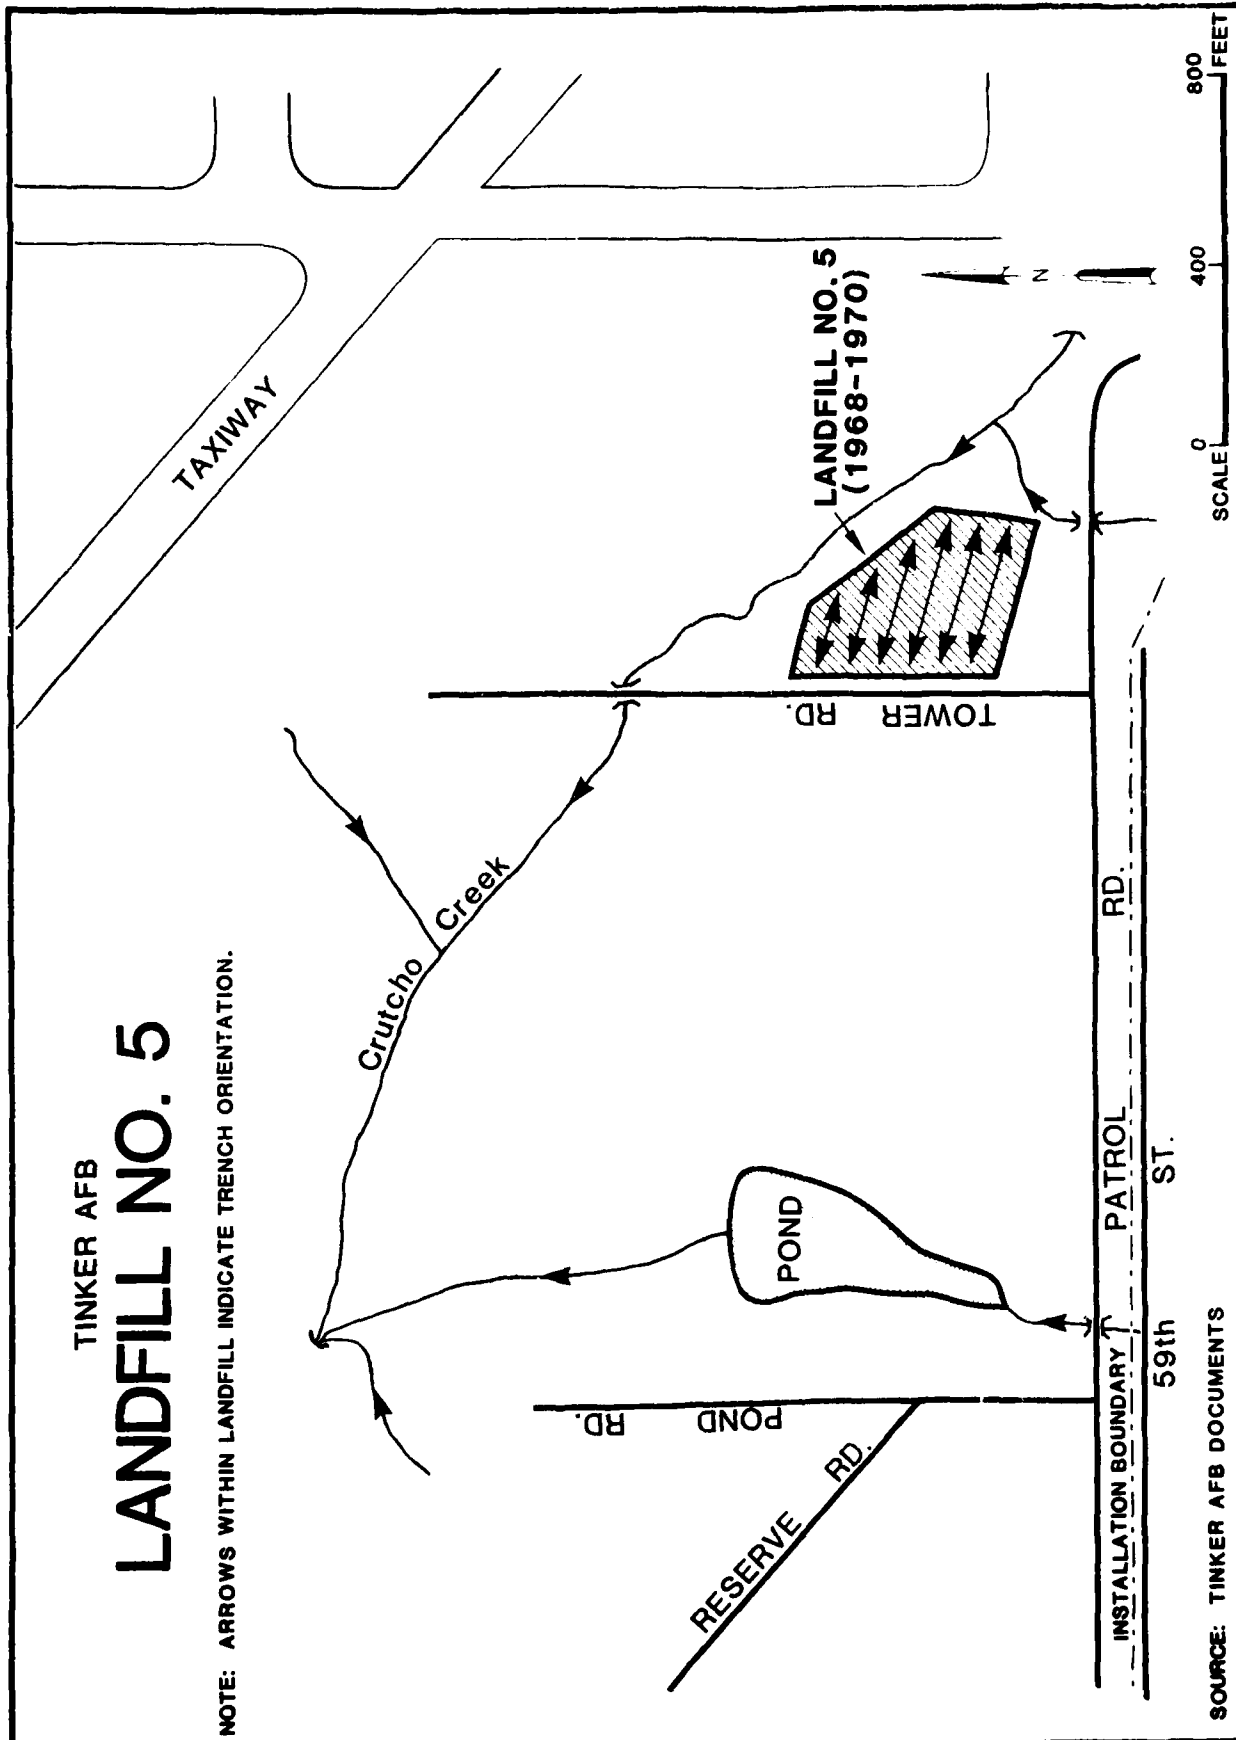 TINKER AFB
LANDFILL NO. 5
NOTE: ARROWS WITHIN LANDFILL INDICATE TRENCH ORIENTATION.
TAXIWAY
Crutcho Creek
LANDFILL NO. 5
(1968-1970)
TOWER RD.
POND
POND RD.
RESERVE RD.
N
PATROL RD.
INSTALLATION BOUNDARY
59th ST.
SCALE 0 400 800 FEET
SOURCE: TINKER AFB DOCUMENTS